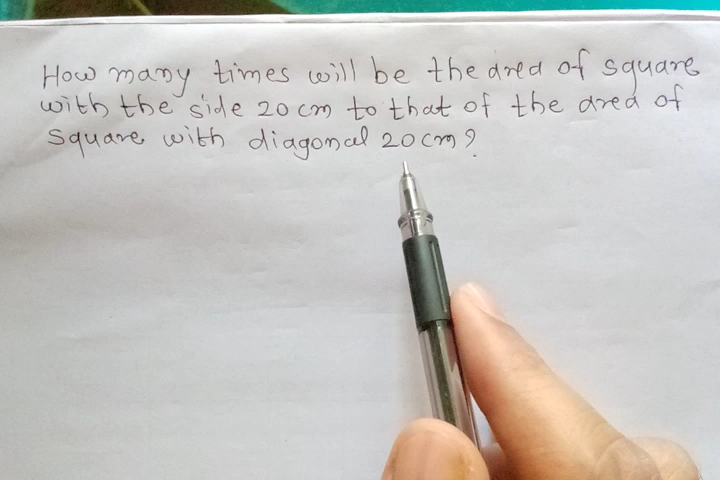 How many times will be the area of square
with the side 20 cm to that of the area of
square with diagonal 20 cm?